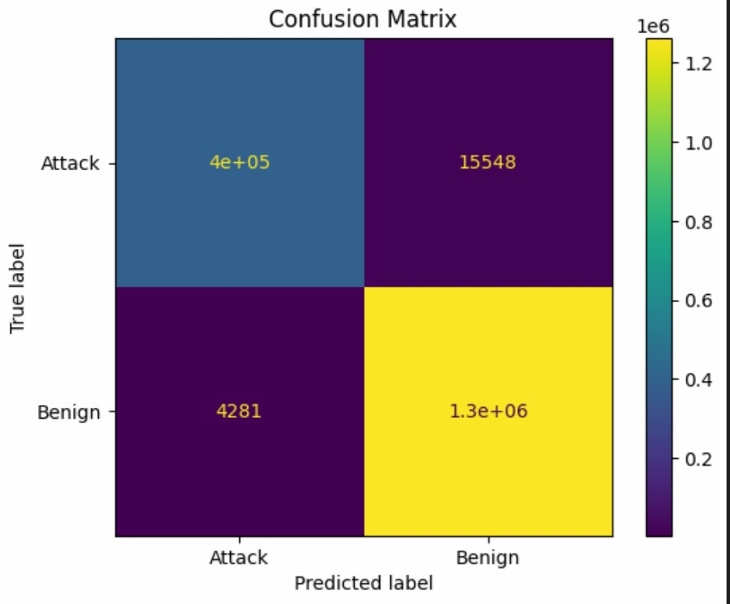 Confusion Matrix
1e6
Attack
4e+05
15548
Benign
4281
1.3e+06
Attack
Benign
Predicted label
True label
1.2
1.0
0.8
0.6
0.4
0.2